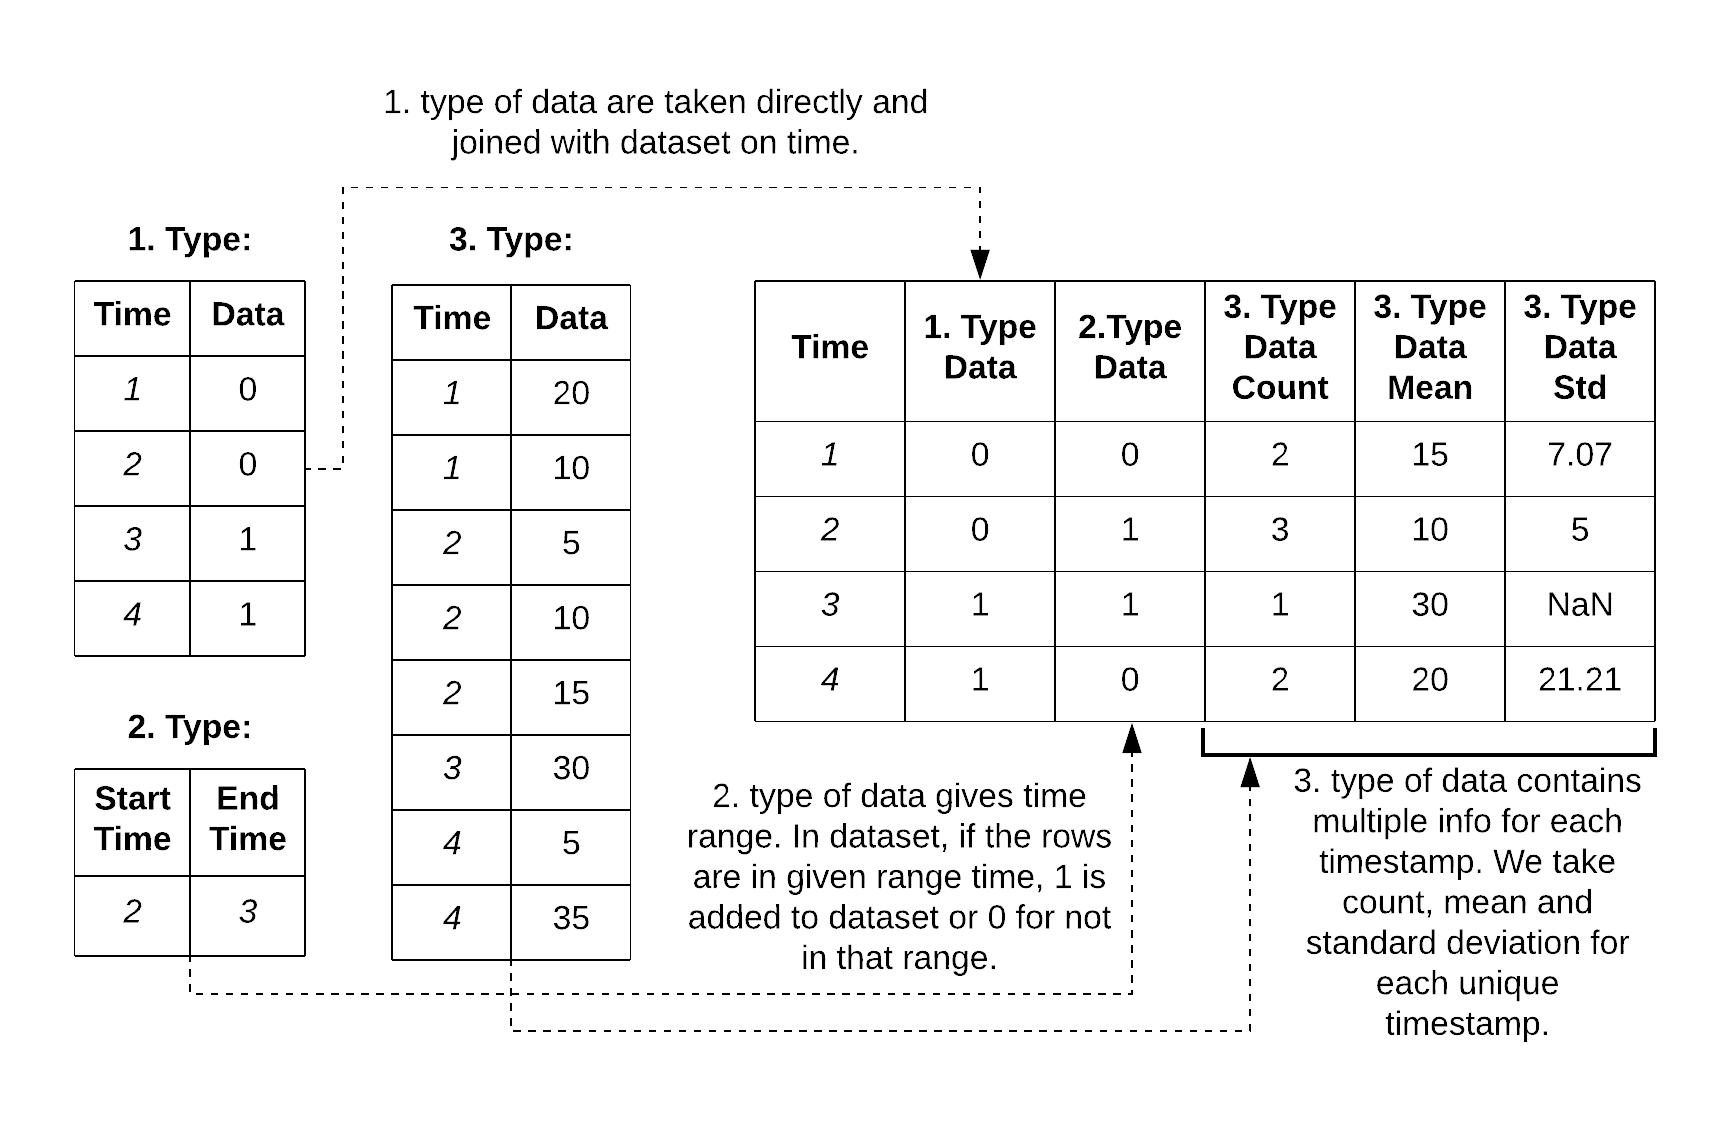 1. type of data are taken directly and
joined with dataset on time.
1. Type:
Time Data
1 0
2 0
3 1
4 1
2. Type:
Start End
Time Time
2 3
3. Type:
Time Data
1 20
1 10
2 5
2 10
2 15
3 30
4 5
4 35
Time 1. Type Data 2.Type Data 3. Type Data Count 3. Type Data Mean 3. Type Data Std
1 0 0 2 15 7.07
2 0 1 3 10 5
3 1 1 1 30 NaN
4 1 0 2 20 21.21
2. type of data gives time
range. In dataset, if the rows
are in given range time, 1 is
added to dataset or 0 for not
in that range.
3. type of data contains
multiple info for each
timestamp. We take
count, mean and
standard deviation for
each unique
timestamp.